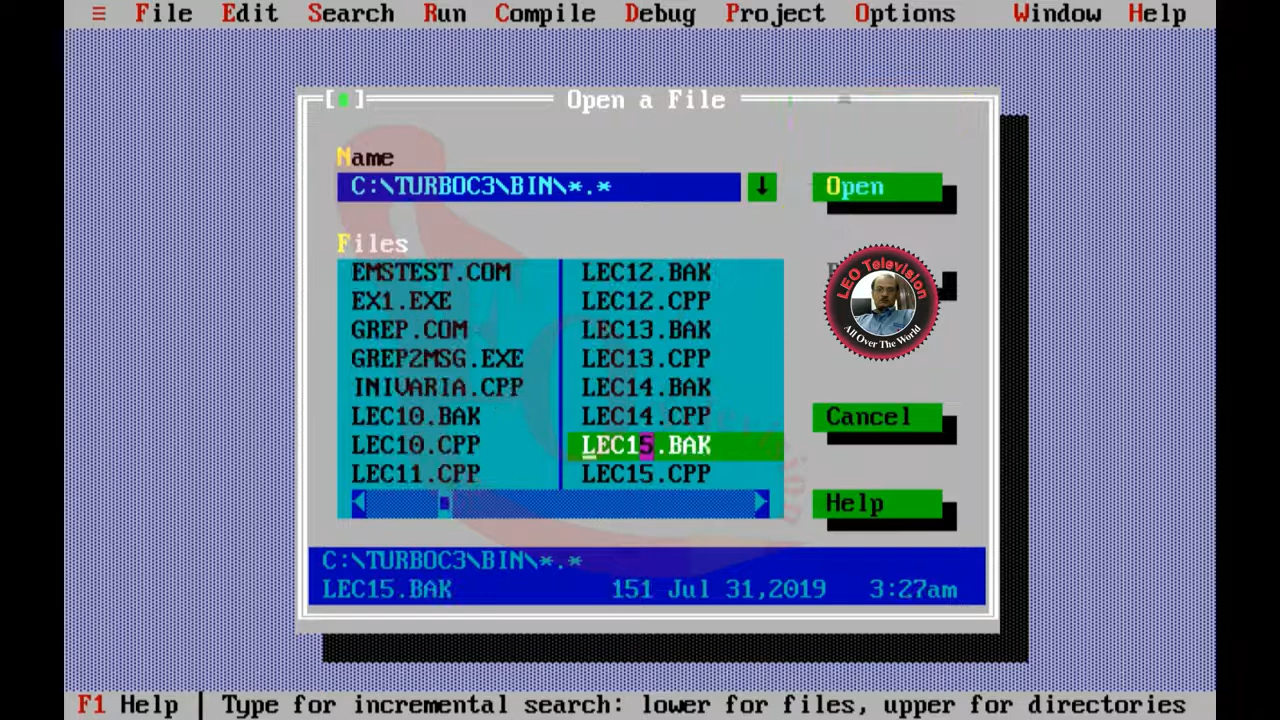 ≡ File Edit Search Run Compile Debug Project Options Window Help
[■] Open a File
Name
C:\TURBOC3\BIN\*.* ↓
Open
Files
EMSTEST.COM LEC12.BAK
EX1.EXE LEC12.CPP
GREP.COM LEC13.BAK
GREP2MSG.EXE LEC13.CPP
INIVARIA.CPP LEC14.BAK
LEC10.BAK LEC14.CPP
LEC10.CPP LEC15.BAK
LEC11.CPP LEC15.CPP
LEO Television
All Over The World
Cancel
Help
C:\TURBOC3\BIN\*.*
LEC15.BAK 151 Jul 31,2019 3:27am
F1 Help | Type for incremental search: lower for files, upper for directories